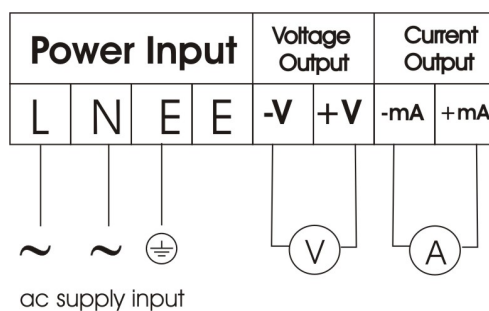 Power Input
Voltage Output
Current Output
L N E E -V +V -mA +mA
V A
~ ~
ac supply input